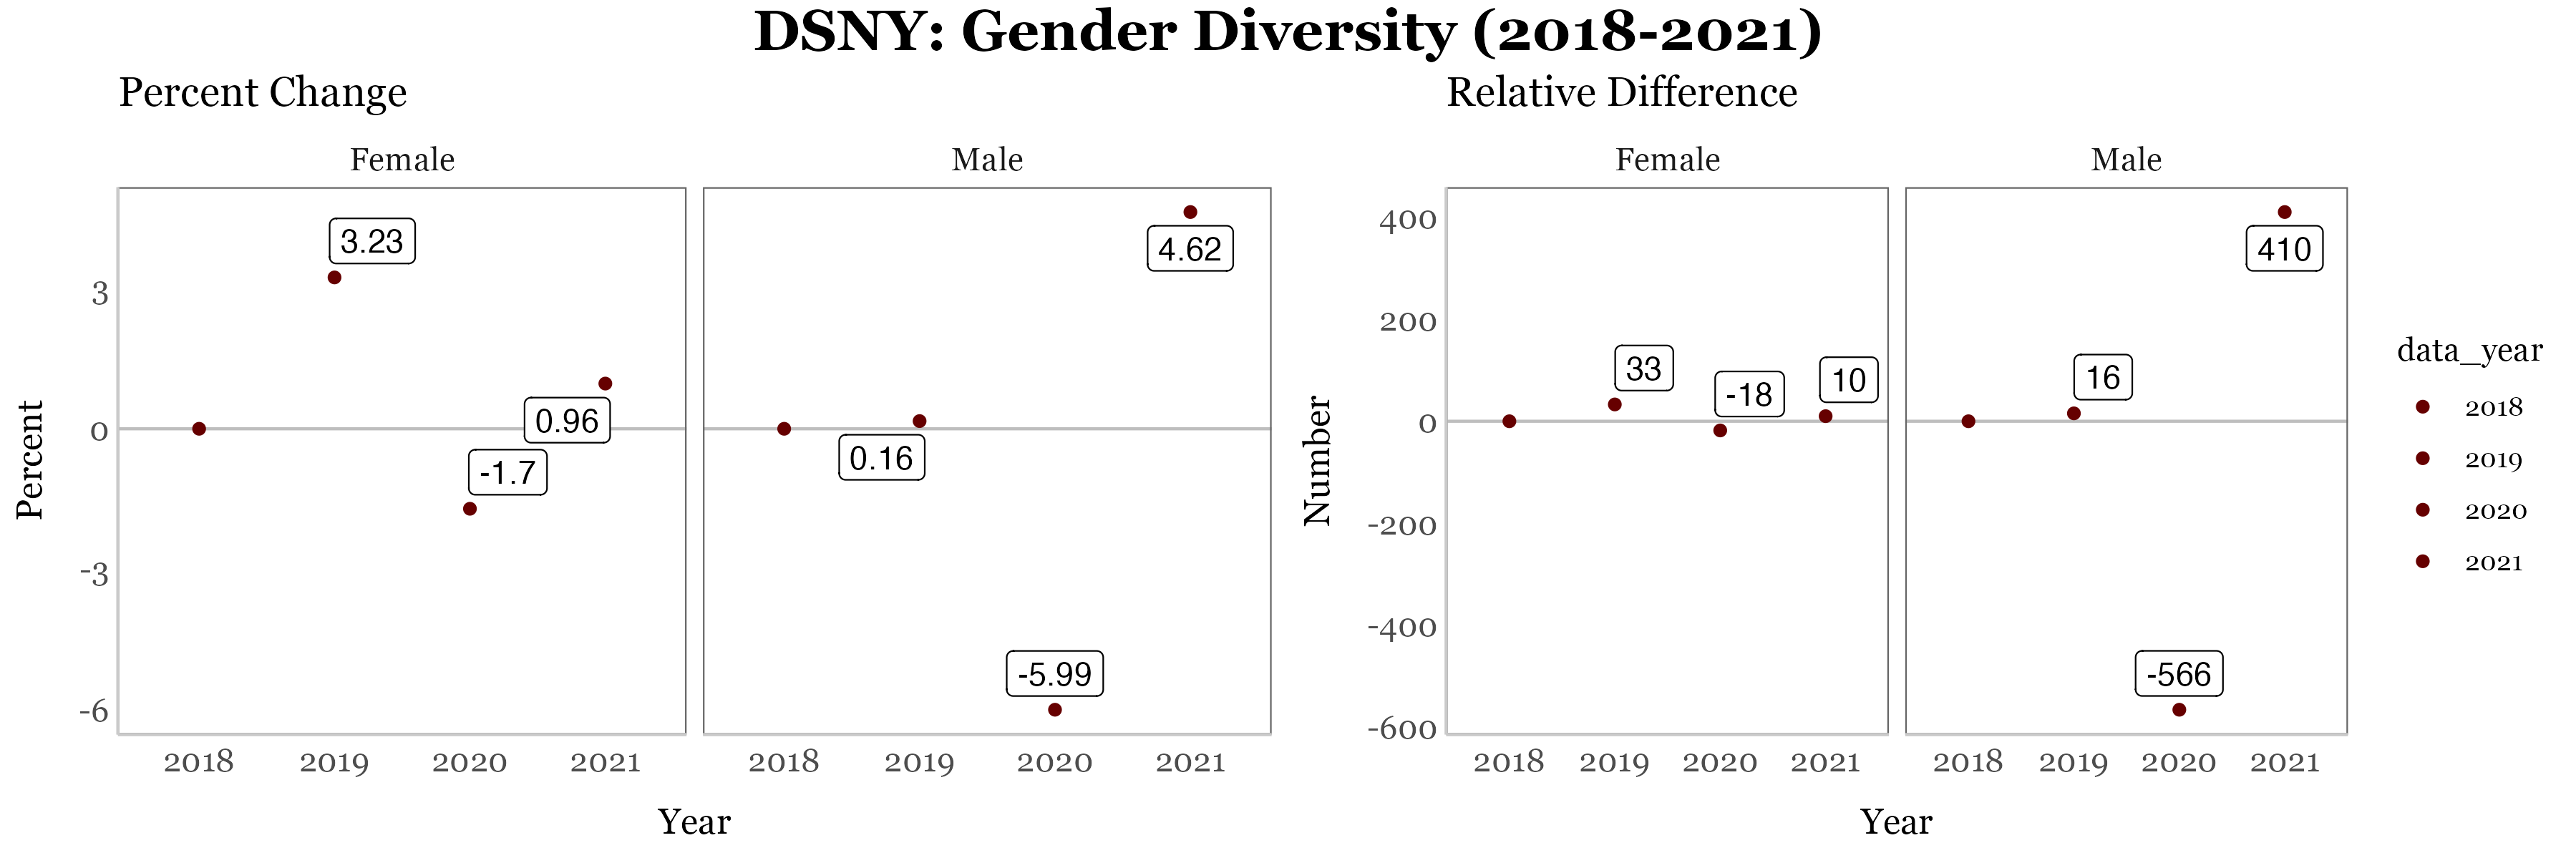 DSNY: Gender Diversity (2018-2021)
Percent Change
Female
Male
Percent
3
0
-3
-6
3.23
0.96
-1.7
4.62
0.16
-5.99
2018 2019 2020 2021
2018 2019 2020 2021
Year
Relative Difference
Female
Male
Number
400
200
0
-200
-400
-600
33
-18
10
410
16
-566
2018 2019 2020 2021
2018 2019 2020 2021
Year
data_year
2018
2019
2020
2021